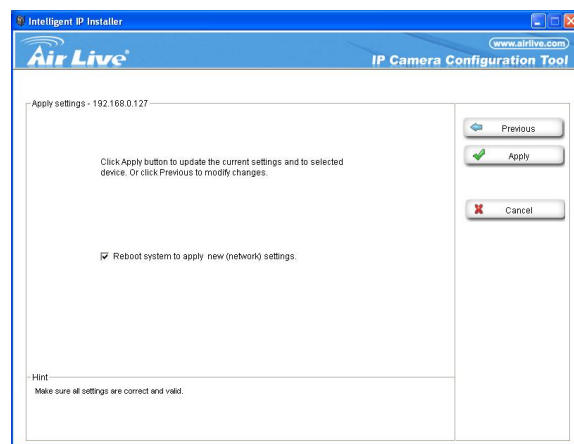 Intelligent IP Installer
Air Live®
www.airlive.com
IP Camera Configuration Tool
Apply settings - 192.168.0.127
Click Apply button to update the current settings and to selected
device. Or click Previous to modify changes.
Reboot system to apply new (network) settings.
Previous
Apply
Cancel
Hint
Make sure all settings are correct and valid.